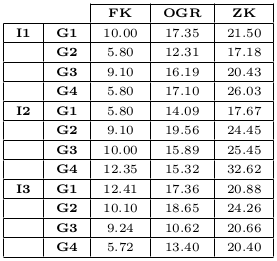 FK OGR ZK
I1 G1 10.00 17.35 21.50
G2 5.80 12.31 17.18
G3 9.10 16.19 20.43
G4 5.80 17.10 26.03
I2 G1 5.80 14.09 17.67
G2 9.10 19.56 24.45
G3 10.00 15.89 25.45
G4 12.35 15.32 32.62
I3 G1 12.41 17.36 20.88
G2 10.10 18.65 24.26
G3 9.24 10.62 20.66
G4 5.72 13.40 20.40